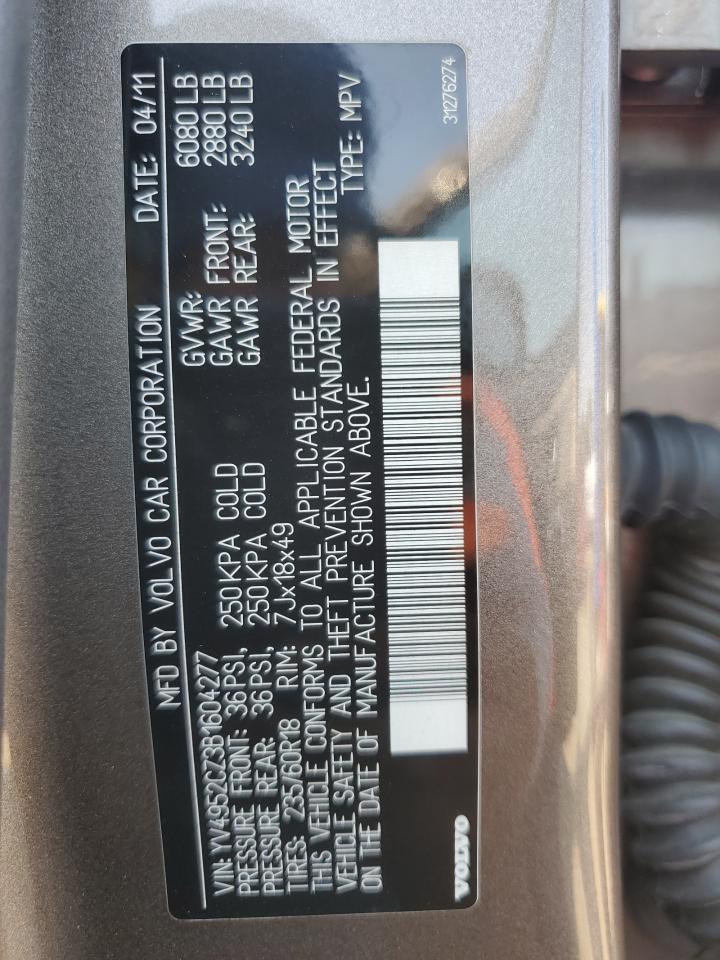 MFD BY VOLVO CAR CORPORATION DATE: 04/11
GVWR: 6080 LB
GAWR FRONT: 2880 LB
GAWR REAR: 3240 LB
VIN: YV4952CZ3B1604277
PRESSURE FRONT: 36 PSI, 250 KPA COLD
PRESSURE REAR: 36 PSI, 250 KPA COLD
TIRES: 235/60R18 RIM: 7Jx18x49
THIS VEHICLE CONFORMS TO ALL APPLICABLE FEDERAL MOTOR
VEHICLE SAFETY AND THEFT PREVENTION STANDARDS IN EFFECT
ON THE DATE OF MANUFACTURE SHOWN ABOVE. TYPE: MPV
VOLVO
31276274